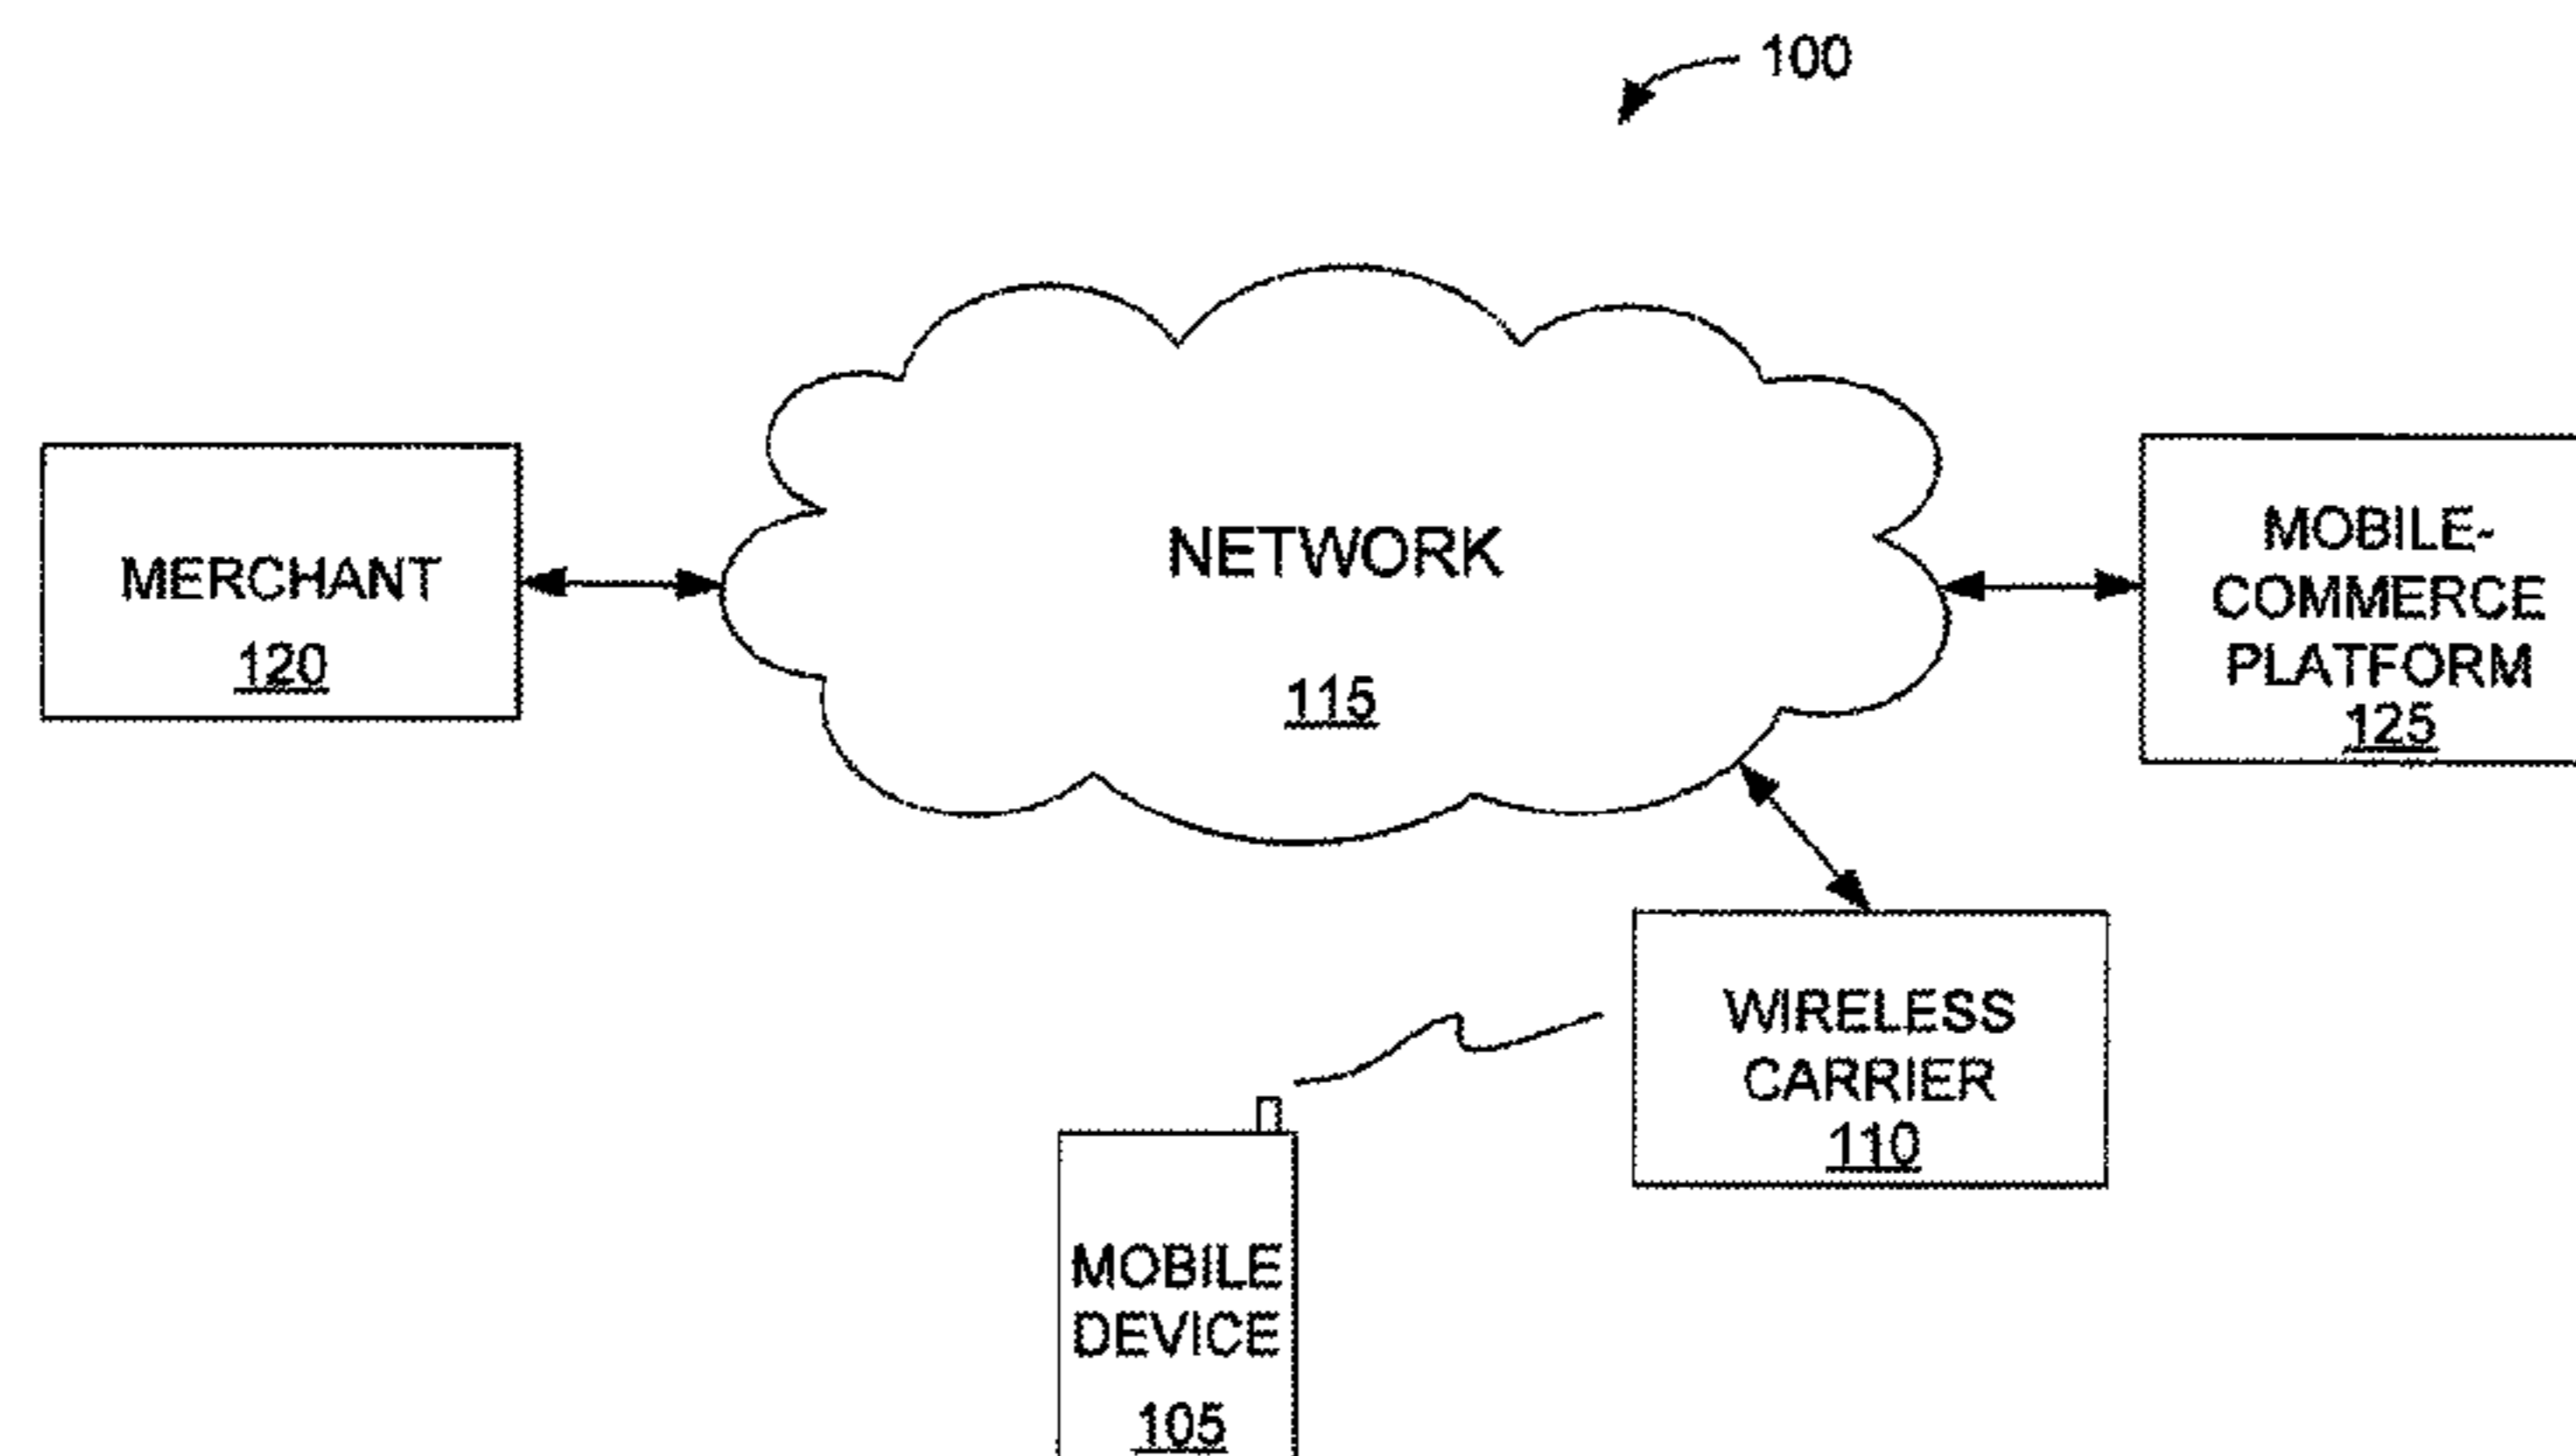 100
NETWORK
115
MERCHANT
120
MOBILE-
COMMERCE
PLATFORM
125
WIRELESS
CARRIER
110
MOBILE
DEVICE
105